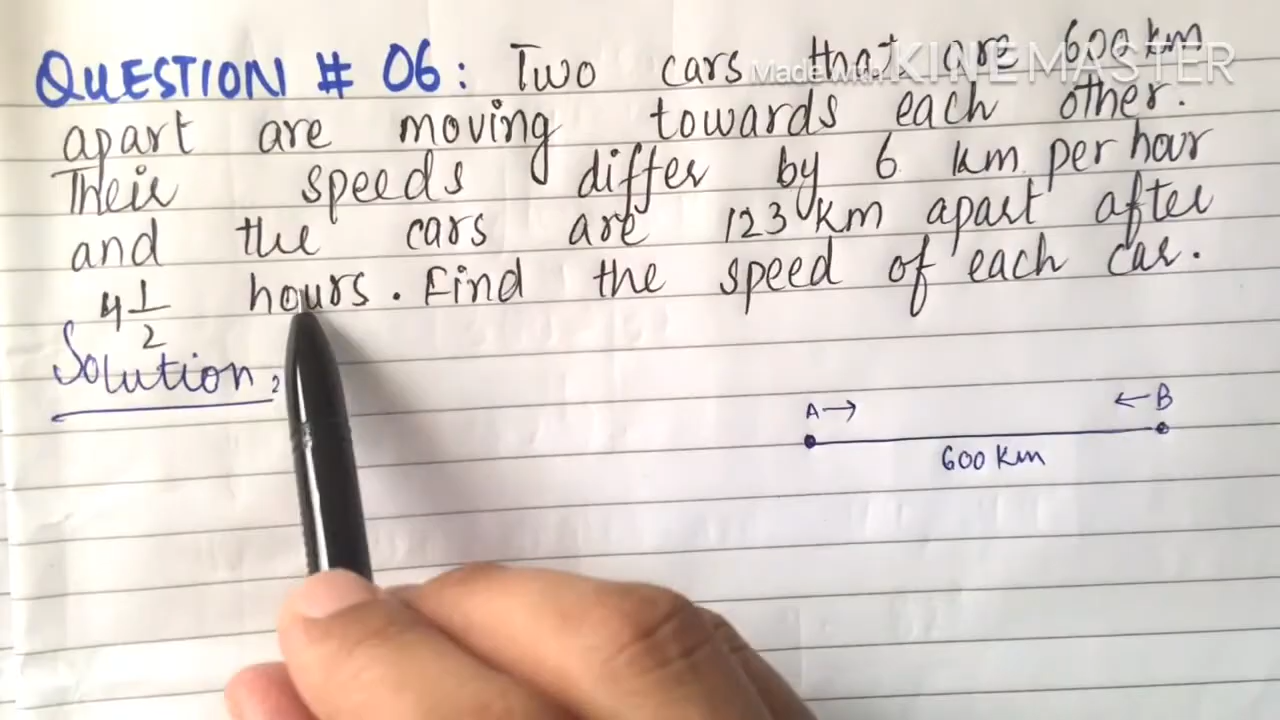 QUESTION # 06: Two cars that are 600 km
Made with KINEMASTER
apart are moving towards each other.
Their speeds differ by 6 km per hour
and the cars are 123 km apart after
4 1/2 hours. Find the speed of each car.
Solution,
A→ ←B
600 Km